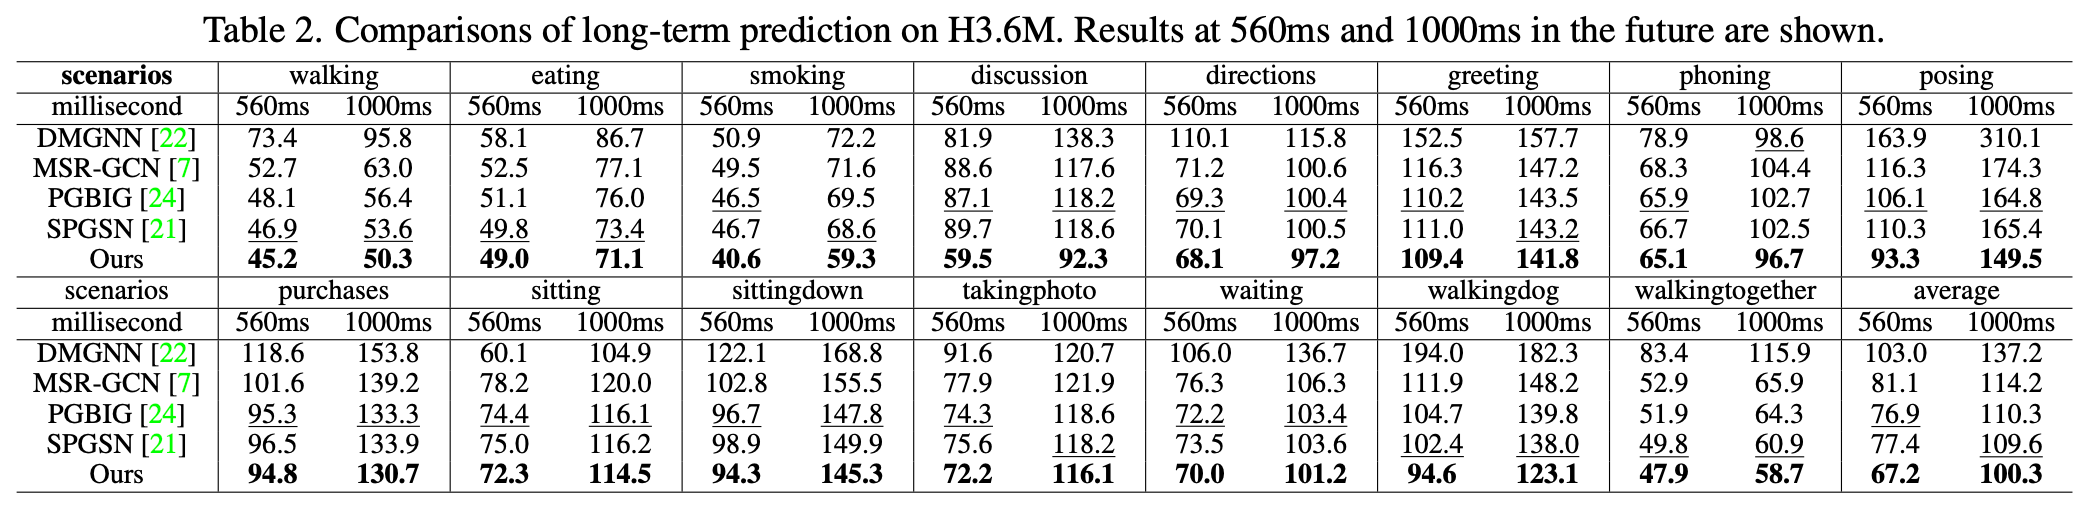 Table 2. Comparisons of long-term prediction on H3.6M. Results at 560ms and 1000ms in the future are shown.
scenarios walking eating smoking discussion directions greeting phoning posing
millisecond 560ms 1000ms 560ms 1000ms 560ms 1000ms 560ms 1000ms 560ms 1000ms 560ms 1000ms 560ms 1000ms 560ms 1000ms
DMGNN [22] 73.4 95.8 58.1 86.7 50.9 72.2 81.9 138.3 110.1 115.8 152.5 157.7 78.9 98.6 163.9 310.1
MSR-GCN [7] 52.7 63.0 52.5 77.1 49.5 71.6 88.6 117.6 71.2 100.6 116.3 147.2 68.3 104.4 116.3 174.3
PGBIG [24] 48.1 56.4 51.1 76.0 46.5 69.5 87.1 118.2 69.3 100.4 110.2 143.5 65.9 102.7 106.1 164.8
SPGSN [21] 46.9 53.6 49.8 73.4 46.7 68.6 89.7 118.6 70.1 100.5 111.0 143.2 66.7 102.5 110.3 165.4
Ours 45.2 50.3 49.0 71.1 40.6 59.3 59.5 92.3 68.1 97.2 109.4 141.8 65.1 96.7 93.3 149.5
scenarios purchases sitting sittingdown takingphoto waiting walkingdog walkingtogether average
millisecond 560ms 1000ms 560ms 1000ms 560ms 1000ms 560ms 1000ms 560ms 1000ms 560ms 1000ms 560ms 1000ms 560ms 1000ms
DMGNN [22] 118.6 153.8 60.1 104.9 122.1 168.8 91.6 120.7 106.0 136.7 194.0 182.3 83.4 115.9 103.0 137.2
MSR-GCN [7] 101.6 139.2 78.2 120.0 102.8 155.5 77.9 121.9 76.3 106.3 111.9 148.2 52.9 65.9 81.1 114.2
PGBIG [24] 95.3 133.3 74.4 116.1 96.7 147.8 74.3 118.6 72.2 103.4 104.7 139.8 51.9 64.3 76.9 110.3
SPGSN [21] 96.5 133.9 75.0 116.2 98.9 149.9 75.6 118.2 73.5 103.6 102.4 138.0 49.8 60.9 77.4 109.6
Ours 94.8 130.7 72.3 114.5 94.3 145.3 72.2 116.1 70.0 101.2 94.6 123.1 47.9 58.7 67.2 100.3